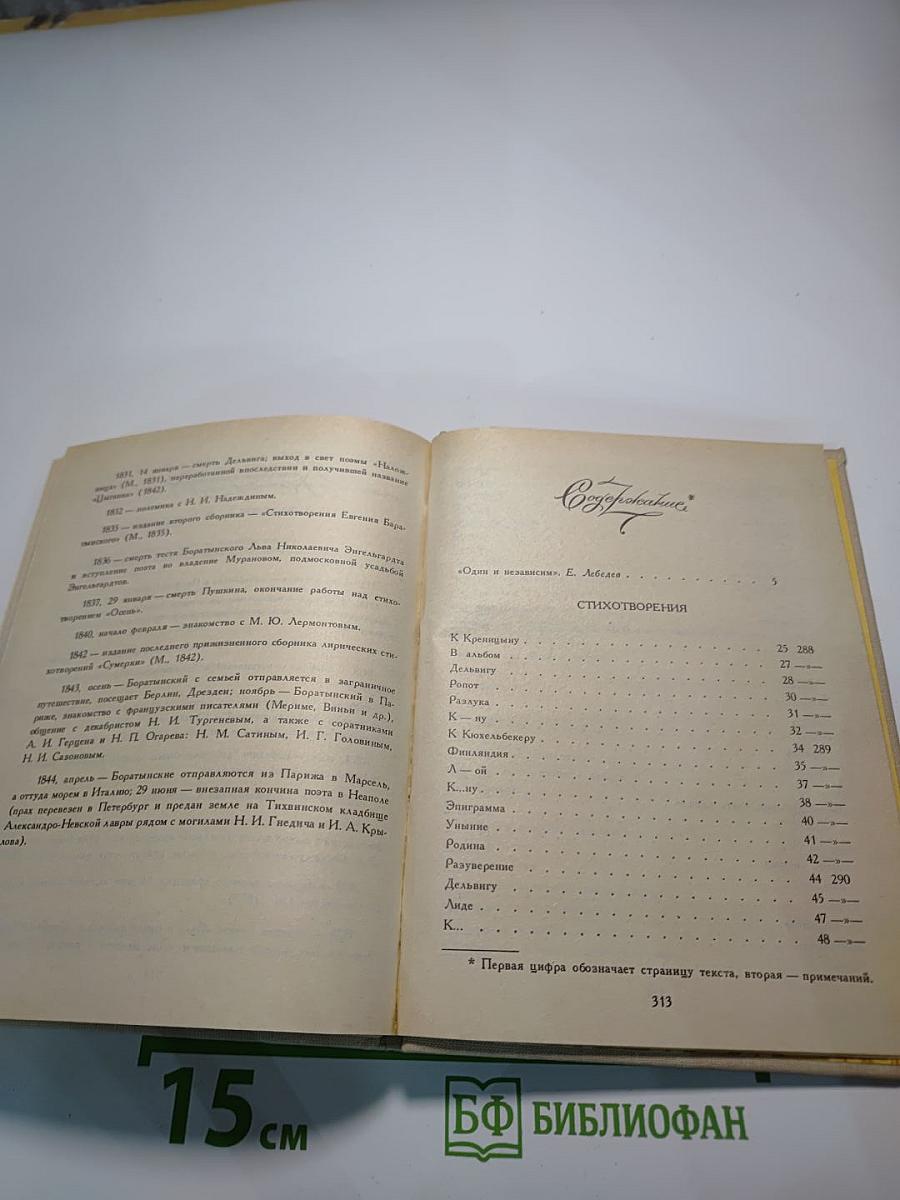 1831, 14 января — смерть Дельвига; выход в свет поэмы «Налож-
ница» (М., 1831), переработанной впоследствии и получившей название
«Цыганка» (1842).
1832 — полемика с Н. И. Надеждиным.
1835 — издание второго сборника — «Стихотворения Евгения Бора-
тынского» (М., 1835).
1836 — смерть тестя Боратынского Льва Николаевича Энгельгардта
и вступление поэта во владение Мурановом, подмосковной усадьбой
Энгельгардтов.
1837, 29 января — смерть Пушкина, окончание работы над стихо-
творением «Осень».
1840, начало февраля — знакомство с М. Ю. Лермонтовым.
1842 — издание последнего прижизненного сборника лирических сти-
хотворений «Сумерки» (М., 1842).
1843, осень — Боратынский с семьей отправляется в заграничное
путешествие, посещает Берлин, Дрезден; ноябрь — Боратынский в Па-
риже, знакомство с французскими писателями (Мериме, Виньи и др.),
общение с декабристом Н. И. Тургеневым, а также с соратниками
А. И. Герцена и Н. П. Огарева: Н. М. Сатиным, И. Г. Головиным,
Н. И. Сазоновым.
1844, апрель — Боратынские отправляются из Парижа в Марсель,
а оттуда морем в Италию; 29 июня — внезапная кончина поэта в Неаполе
(прах перевезен в Петербург и предан земле на Тихвинском кладбище
Александро-Невской лавры рядом с могилами Н. И. Гнедича и И. А. Кры-
лова).
Содержание*
«Один и независим». Е. Лебедев . . . . . . . . . . 5
СТИХОТВОРЕНИЯ
К Креницыну . . . . . . . . . . . . . . . . 25 288
В альбом . . . . . . . . . . . . . . . . 27 —»—
Дельвигу . . . . . . . . . . . . . . . . 28 —»—
Ропот . . . . . . . . . . . . . . . . 30 —»—
Разлука . . . . . . . . . . . . . . . . 31 —»—
К — ну . . . . . . . . . . . . . . . . 32 —»—
К Кюхельбекеру . . . . . . . . . . . . . . 34 289
Финляндия . . . . . . . . . . . . . . . . 35 —»—
Л — ой . . . . . . . . . . . . . . . . 37 —»—
К...ну . . . . . . . . . . . . . . . . 38 —»—
Эпиграмма . . . . . . . . . . . . . . . . 40 —»—
Уныние . . . . . . . . . . . . . . . . 41 —»—
Родина . . . . . . . . . . . . . . . . 42 —»—
Разуверение . . . . . . . . . . . . . . . . 44 290
Дельвигу . . . . . . . . . . . . . . . . 45 —»—
Лиде . . . . . . . . . . . . . . . . 47 —»—
К... . . . . . . . . . . . . . . . . 48 —»—
* Первая цифра обозначает страницу текста, вторая — примечаний.
313
15 см
БФ БИБЛИОФАН